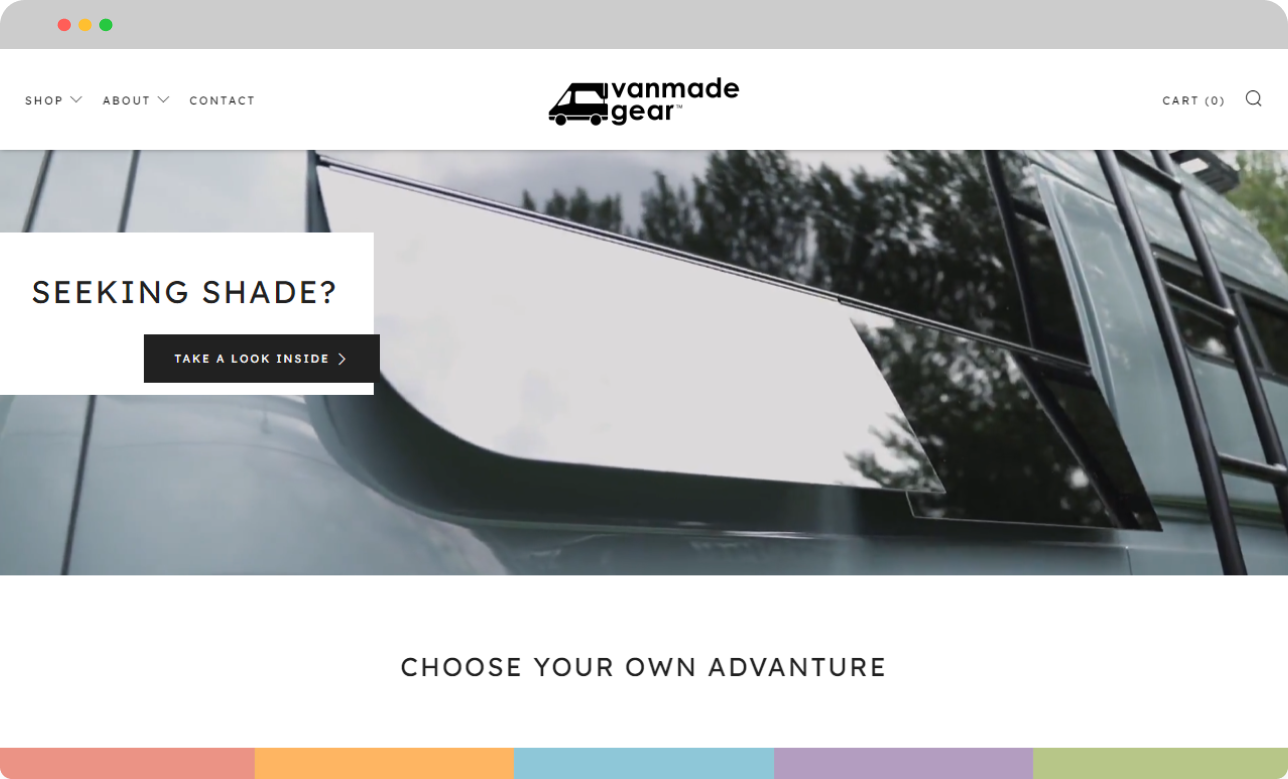 SHOP
ABOUT
CONTACT
vanmade
gear™
CART (0)
SEEKING SHADE?
TAKE A LOOK INSIDE
CHOOSE YOUR OWN ADVANTURE